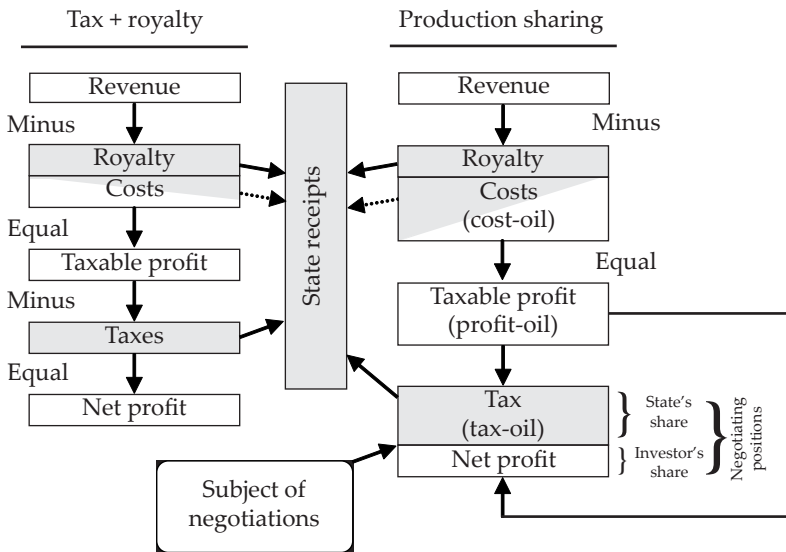 Tax + royalty
Revenue
Minus
Royalty
Costs
Equal
Taxable profit
Minus
Taxes
Equal
Net profit
State receipts
Production sharing
Revenue
Minus
Royalty
Costs
(cost-oil)
Equal
Taxable profit
(profit-oil)
Tax
(tax-oil)
Net profit
State's
share
Investor's
share
Negotiating
positions
Subject of
negotiations